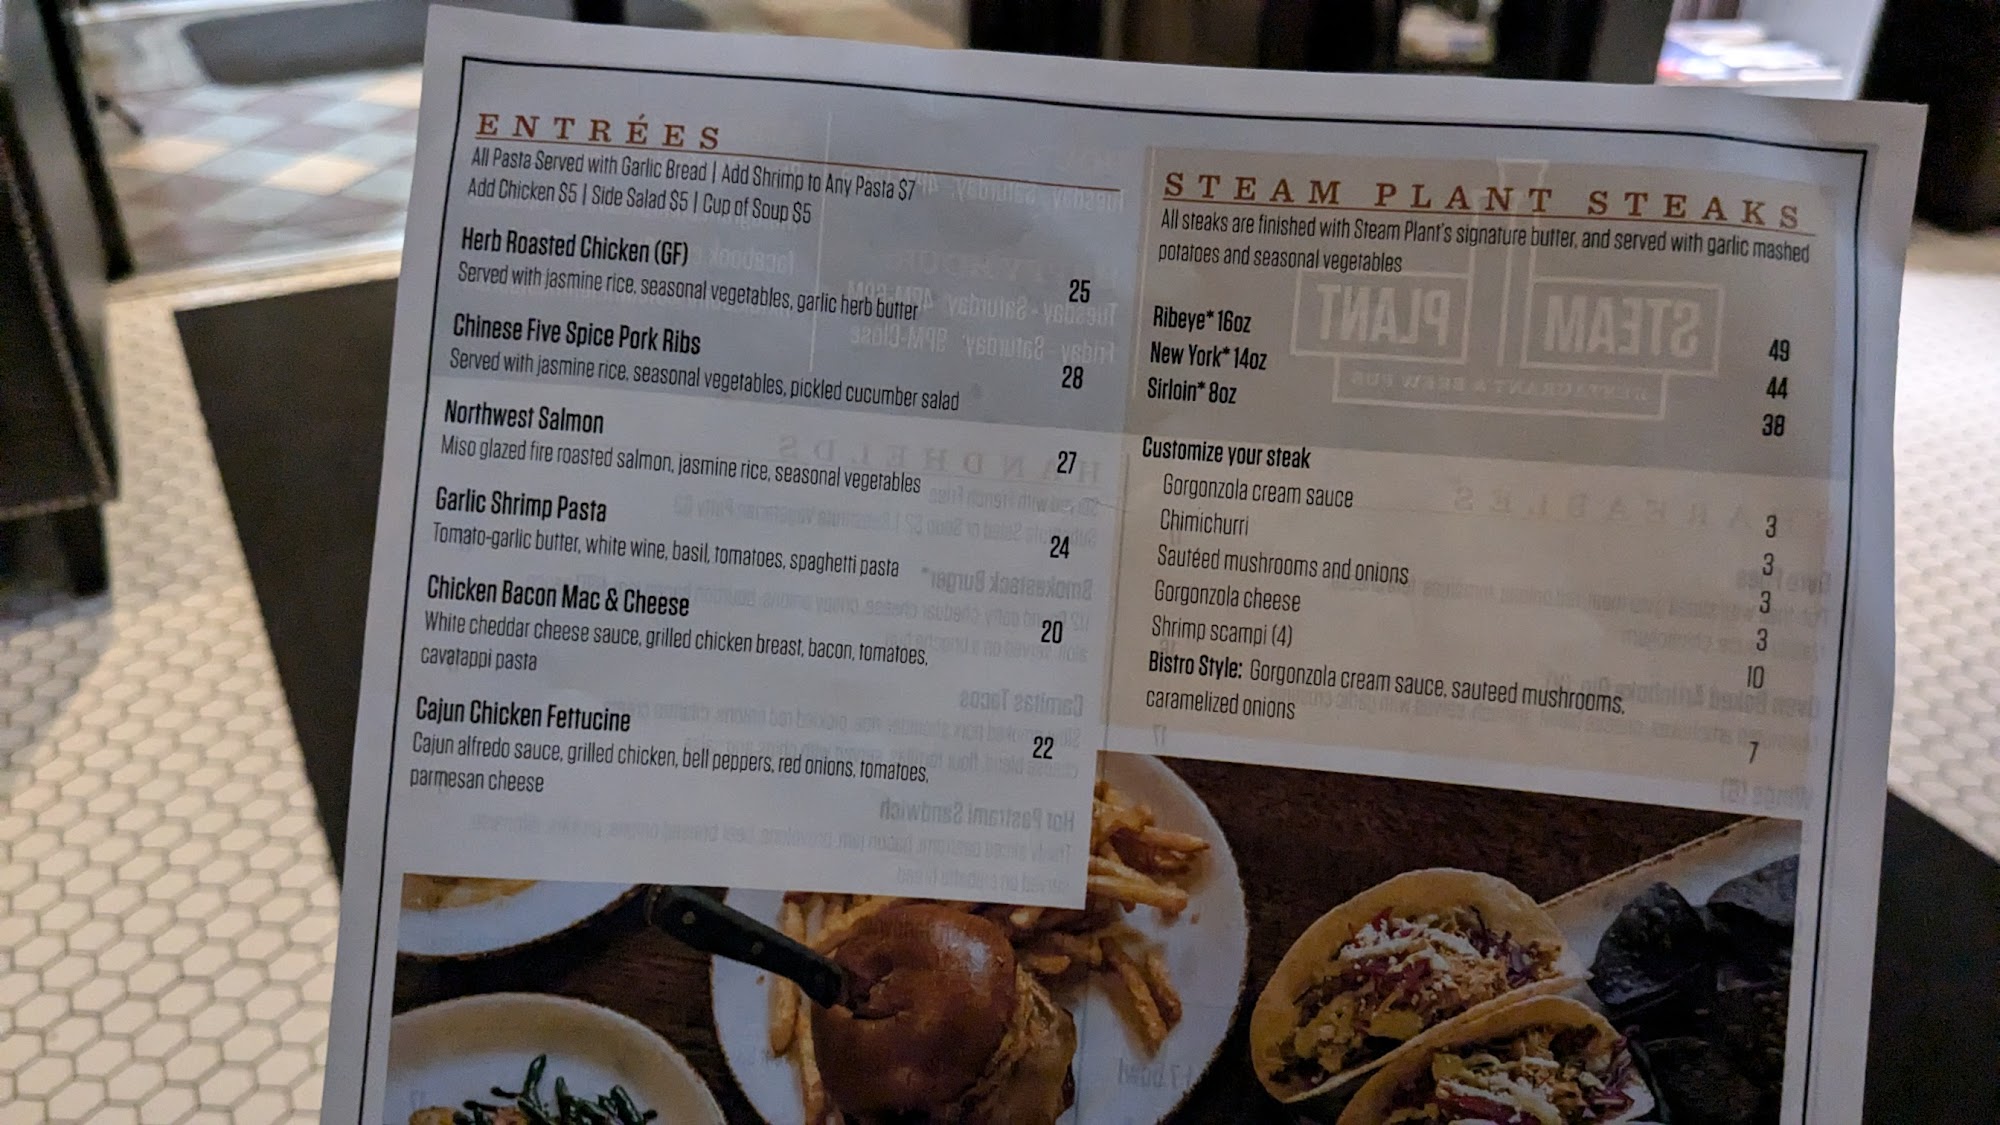 ENTRÉES
All Pasta Served with Garlic Bread | Add Shrimp to Any Pasta $7
Add Chicken $5 | Side Salad $5 | Cup of Soup $5
Herb Roasted Chicken (GF)
Served with jasmine rice, seasonal vegetables, garlic herb butter 25
Chinese Five Spice Pork Ribs
Served with jasmine rice, seasonal vegetables, pickled cucumber salad 28
Northwest Salmon
Miso glazed fire roasted salmon, jasmine rice, seasonal vegetables 27
Garlic Shrimp Pasta
Tomato-garlic butter, white wine, basil, tomatoes, spaghetti pasta 24
Chicken Bacon Mac & Cheese
White cheddar cheese sauce, grilled chicken breast, bacon, tomatoes, 20
cavatappi pasta
Cajun Chicken Fettucine
Cajun alfredo sauce, grilled chicken, bell peppers, red onions, tomatoes, 22
parmesan cheese
STEAM PLANT STEAKS
All steaks are finished with Steam Plant's signature butter, and served with garlic mashed
potatoes and seasonal vegetables
Ribeye* 16oz 49
New York* 14oz 44
Sirloin* 8oz 38
Customize your steak
Gorgonzola cream sauce 3
Chimichurri 3
Sautéed mushrooms and onions 3
Gorgonzola cheese 3
Shrimp scampi (4) 10
Bistro Style: Gorgonzola cream sauce, sauteed mushrooms,
caramelized onions 7